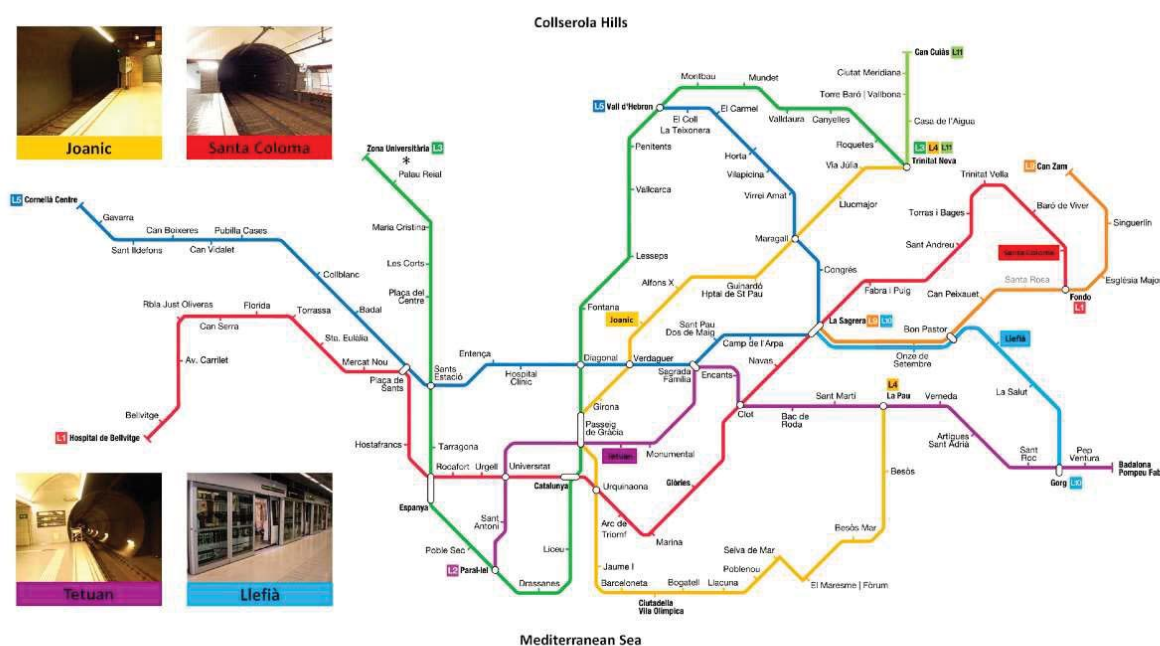 Collserola Hills
Joanic
Santa Coloma
Can Cuiàs L11
Ciutat Meridiana
Torre Baró | Vallbona
Casa de l'Aigua
L3 L4 L11
Trinitat Nova
Montbau
Mundet
Valldaura
Canyelles
Roquetes
Via Júlia
L5 Vall d'Hebron
El Coll
La Teixonera
El Carmel
Horta
Vilapicina
Virrei Amat
Penitents
Vallcarca
Lesseps
Fontana
Zona Universitària L3
*
Palau Reial
Maria Cristina
Les Corts
Plaça del
Centre
L5 Cornellà Centre
Gavarra
Sant Ildefons
Can Boixeres
Can Vidalet
Pubilla Cases
Collblanc
Badal
Rbla Just Oliveras
Can Serra
Florida
Torrassa
Sta. Eulàlia
Mercat Nou
Plaça de
Sants
Av. Carrilet
Bellvitge
L1 Hospital de Bellvitge
Sants
Estació
Entença
Hospital
Clínic
Diagonal
Verdaguer
Sagrada
Família
Sant Pau
Dos de Maig
Camp de l'Arpa
Encants
Llucmajor
Maragall
Congrés
Alfons X
Guinardó
Hptal de St Pau
Joanic
La Sagrera L9 L10
Navas
Fabra i Puig
Sant Andreu
Torras i Bages
Trinitat Vella
Baró de Viver
Santa Coloma
L9 Can Zam
Singuerlín
Església Major
Fondo
L1
Santa Rosa
Can Peixauet
Bon Pastor
Onze de
Setembre
Llefià
La Salut
Gorg L10
Pep
Ventura
Badalona
Pompeu Fab
Sant
Roc
Artigues
Sant Adrià
Verneda
L4
La Pau
Sant Martí
Bac de
Roda
Clot
Girona
Passeig
de Gràcia
Tetuan
Monumental
Hostafrancs
Tarragona
Rocafort
Urgell
Universitat
Catalunya
Urquinaona
Glòries
Arc de
Triomf
Marina
Espanya
Sant
Antoni
Poble Sec
L2 Paral·lel
Liceu
Drassanes
Jaume I
Barceloneta
Ciutadella
Vila Olímpica
Bogatell
Llacuna
Poblenou
Selva de Mar
El Maresme | Fòrum
Besòs Mar
Besòs
Tetuan
Llefià
Mediterranean Sea